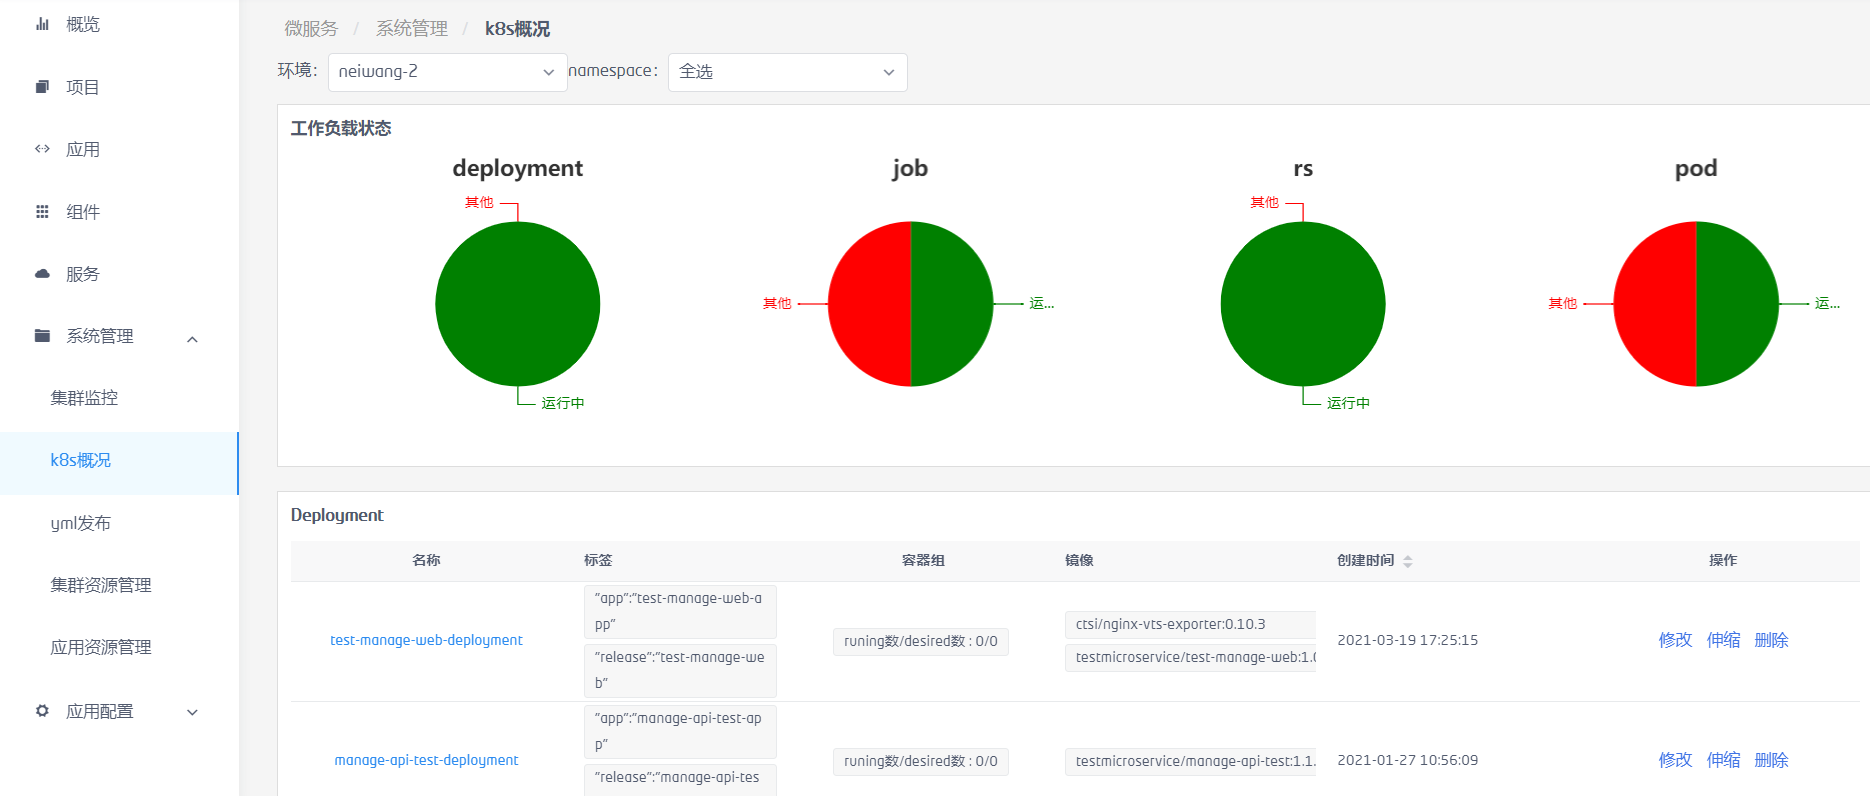 概览
项目
应用
组件
服务
系统管理
集群监控
k8s概况
yml发布
集群资源管理
应用资源管理
应用配置
微服务 / 系统管理 / k8s概况
环境： neiwang-2 namespace： 全选
工作负载状态
deployment
其他
运行中
job
其他
运...
rs
其他
运行中
pod
其他
运...
Deployment
名称 标签 容器组 镜像 创建时间 操作
test-manage-web-deployment
"app":"test-manage-web-a
pp"
"release":"test-manage-we
b"
runing数/desired数 : 0/0
ctsi/nginx-vts-exporter:0.10.3
testmicroservice/test-manage-web:1.0
2021-03-19 17:25:15
修改 伸缩 删除
manage-api-test-deployment
"app":"manage-api-test-ap
p"
"release":"manage-api-tes
runing数/desired数 : 0/0
testmicroservice/manage-api-test:1.1.
2021-01-27 10:56:09
修改 伸缩 删除